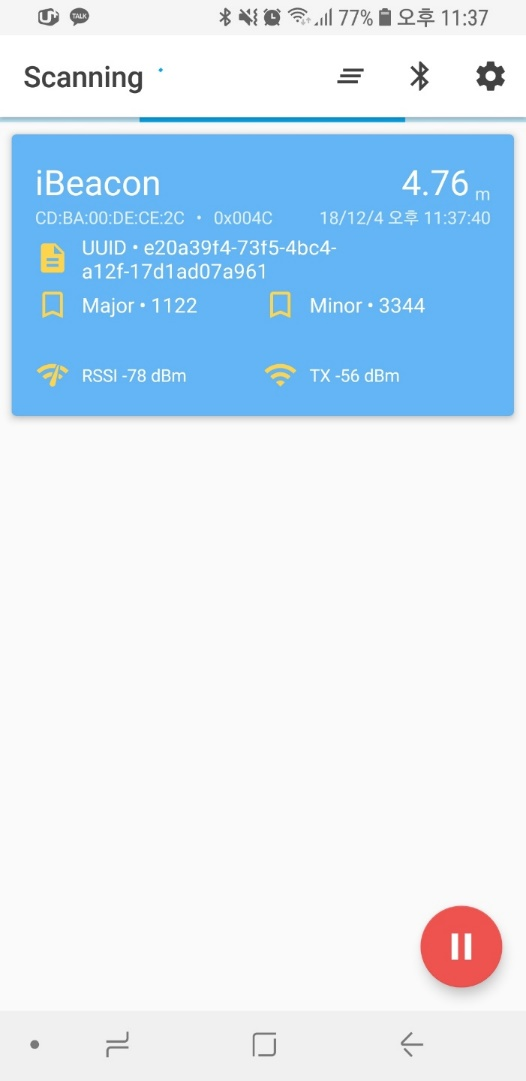 TALK 77% 오후 11:37
Scanning
iBeacon 4.76 m
CD:BA:00:DE:CE:2C • 0x004C 18/12/4 오후 11:37:40
UUID • e20a39f4-73f5-4bc4-
a12f-17d1ad07a961
Major • 1122 Minor • 3344
RSSI -78 dBm TX -56 dBm